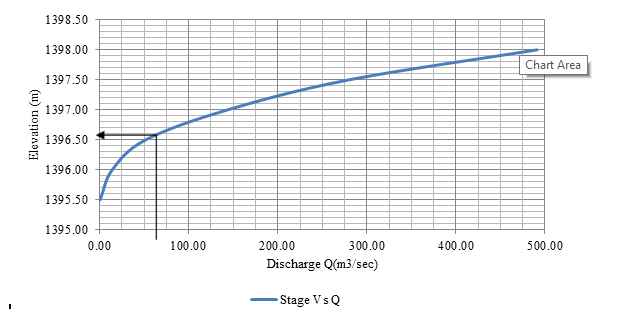 1398.50
1398.00
1397.50
1397.00
1396.50
1396.00
1395.50
1395.00
Elevation (m)
Chart Area
0.00 100.00 200.00 300.00 400.00 500.00
Discharge Q(m3/sec)
Stage Vs Q